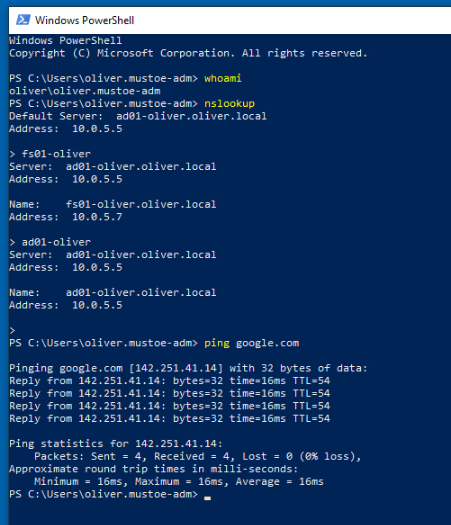 Windows PowerShell
Windows PowerShell
Copyright (C) Microsoft Corporation. All rights reserved.
PS C:\Users\oliver.mustoe-adm> whoami
oliver\oliver.mustoe-adm
PS C:\Users\oliver.mustoe-adm> nslookup
Default Server:  ad01-oliver.oliver.local
Address:  10.0.5.5
> fs01-oliver
Server:  ad01-oliver.oliver.local
Address:  10.0.5.5
Name:    fs01-oliver.oliver.local
Address:  10.0.5.7
> ad01-oliver
Server:  ad01-oliver.oliver.local
Address:  10.0.5.5
Name:    ad01-oliver.oliver.local
Address:  10.0.5.5
>
PS C:\Users\oliver.mustoe-adm> ping google.com
Pinging google.com [142.251.41.14] with 32 bytes of data:
Reply from 142.251.41.14: bytes=32 time=16ms TTL=54
Reply from 142.251.41.14: bytes=32 time=16ms TTL=54
Reply from 142.251.41.14: bytes=32 time=16ms TTL=54
Reply from 142.251.41.14: bytes=32 time=16ms TTL=54
Ping statistics for 142.251.41.14:
    Packets: Sent = 4, Received = 4, Lost = 0 (0% loss),
Approximate round trip times in milli-seconds:
    Minimum = 16ms, Maximum = 16ms, Average = 16ms
PS C:\Users\oliver.mustoe-adm>